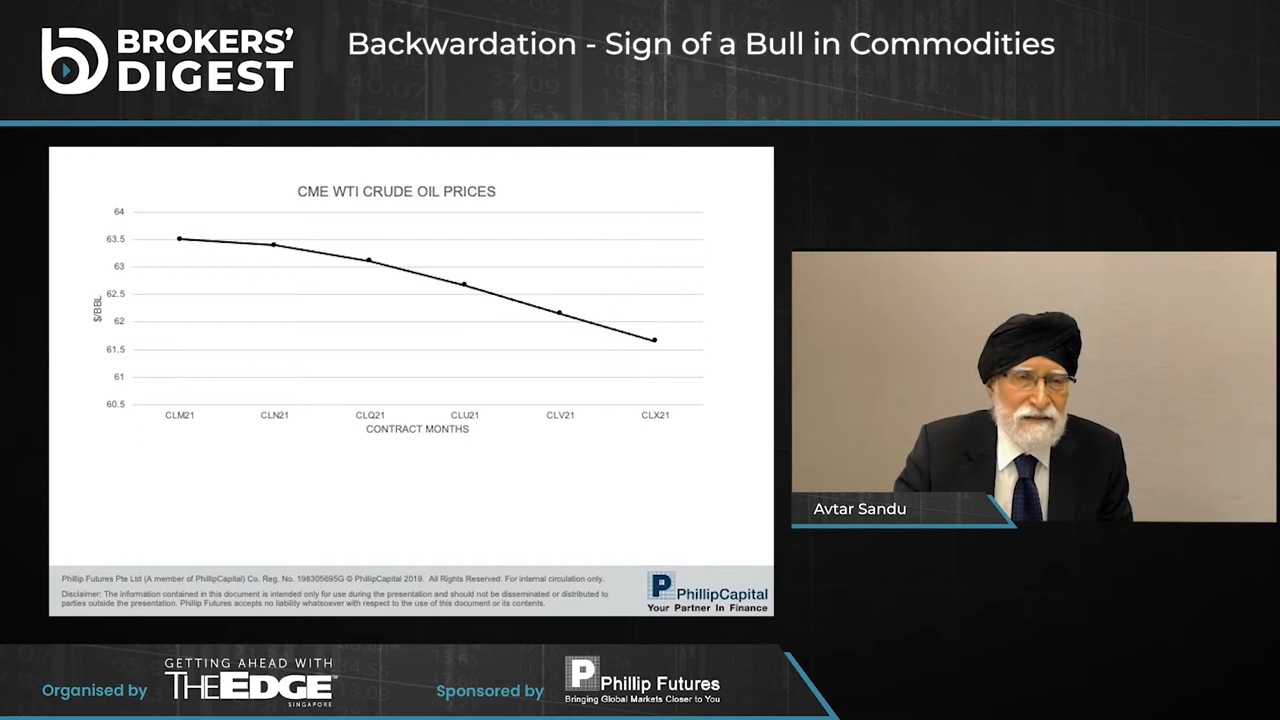 BROKERS'
DIGEST
Backwardation - Sign of a Bull in Commodities
CME WTI CRUDE OIL PRICES
$/BBL
64
63.5
63
62.5
62
61.5
61
60.5
CLM21 CLN21 CLQ21 CLU21 CLV21 CLX21
CONTRACT MONTHS
Phillip Futures Pte Ltd (A member of PhillipCapital) Co. Reg. No. 198305695G © PhillipCapital 2019. All Rights Reserved. For internal circulation only.
Disclaimer: The information contained in this document is intended only for use during the presentation and should not be disseminated or distributed to
parties outside the presentation. Phillip Futures accepts no liability whatsoever with respect to the use of this document or its contents.
P PhillipCapital
Your Partner In Finance
Avtar Sandu
Organised by
GETTING AHEAD WITH
THEEDGE™
SINGAPORE
Sponsored by
P Phillip Futures
Bringing Global Markets Closer to You